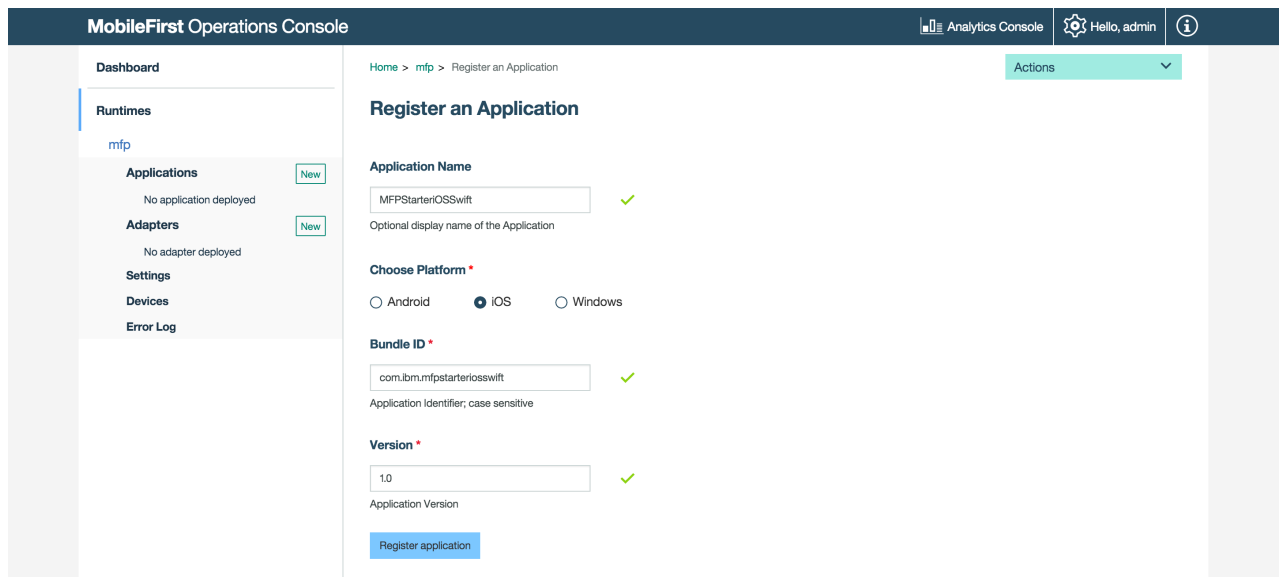 MobileFirst Operations Console
Analytics Console
Hello, admin
Dashboard
Runtimes
mfp
Applications
New
No application deployed
Adapters
New
No adapter deployed
Settings
Devices
Error Log
Home > mfp > Register an Application
Actions
Register an Application
Application Name
MFPStarteriOSSwift
Optional display name of the Application
Choose Platform *
Android iOS Windows
Bundle ID *
com.ibm.mfpstarteriosswift
Application Identifier; case sensitive
Version *
1.0
Application Version
Register application